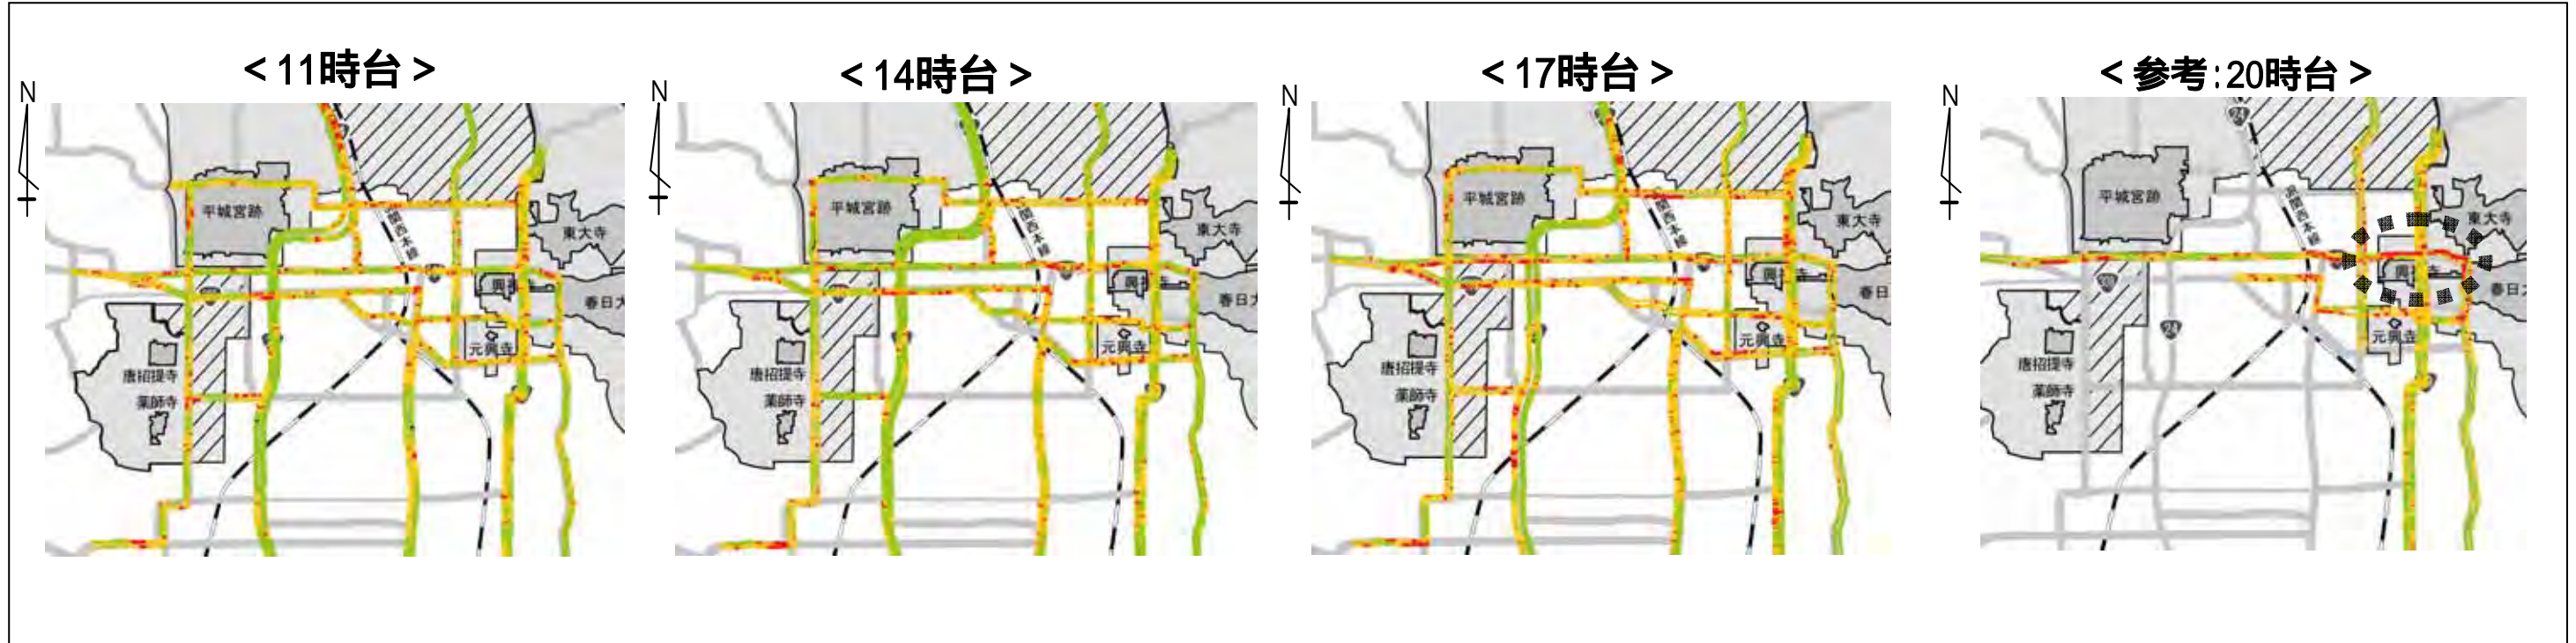 <11時台>
<14時台>
<17時台>
<参考:20時台>
N
平城宮跡
関西本線
東大寺
春日大
元興寺
唐招提寺
薬師寺
N
平城宮跡
関西本線
東大寺
春日大
元興寺
唐招提寺
薬師寺
N
平城宮跡
関西本線
東大寺
春日
元興寺
唐招提寺
薬師寺
N
24
平城宮跡
関西本線
東大寺
春日大
24
元興寺
唐招提寺
薬師寺